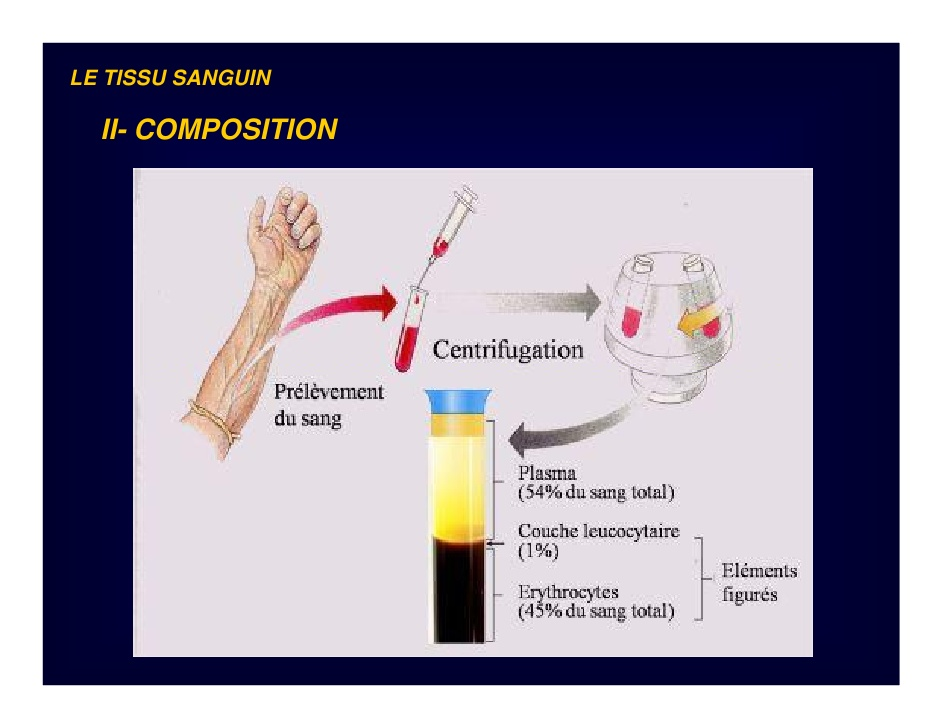 LE TISSU SANGUIN
II- COMPOSITION
Centrifugation
Prélèvement
du sang
Plasma
(54% du sang total)
Couche leucocytaire
(1%)
Erythrocytes
(45% du sang total)
Eléments
figurés